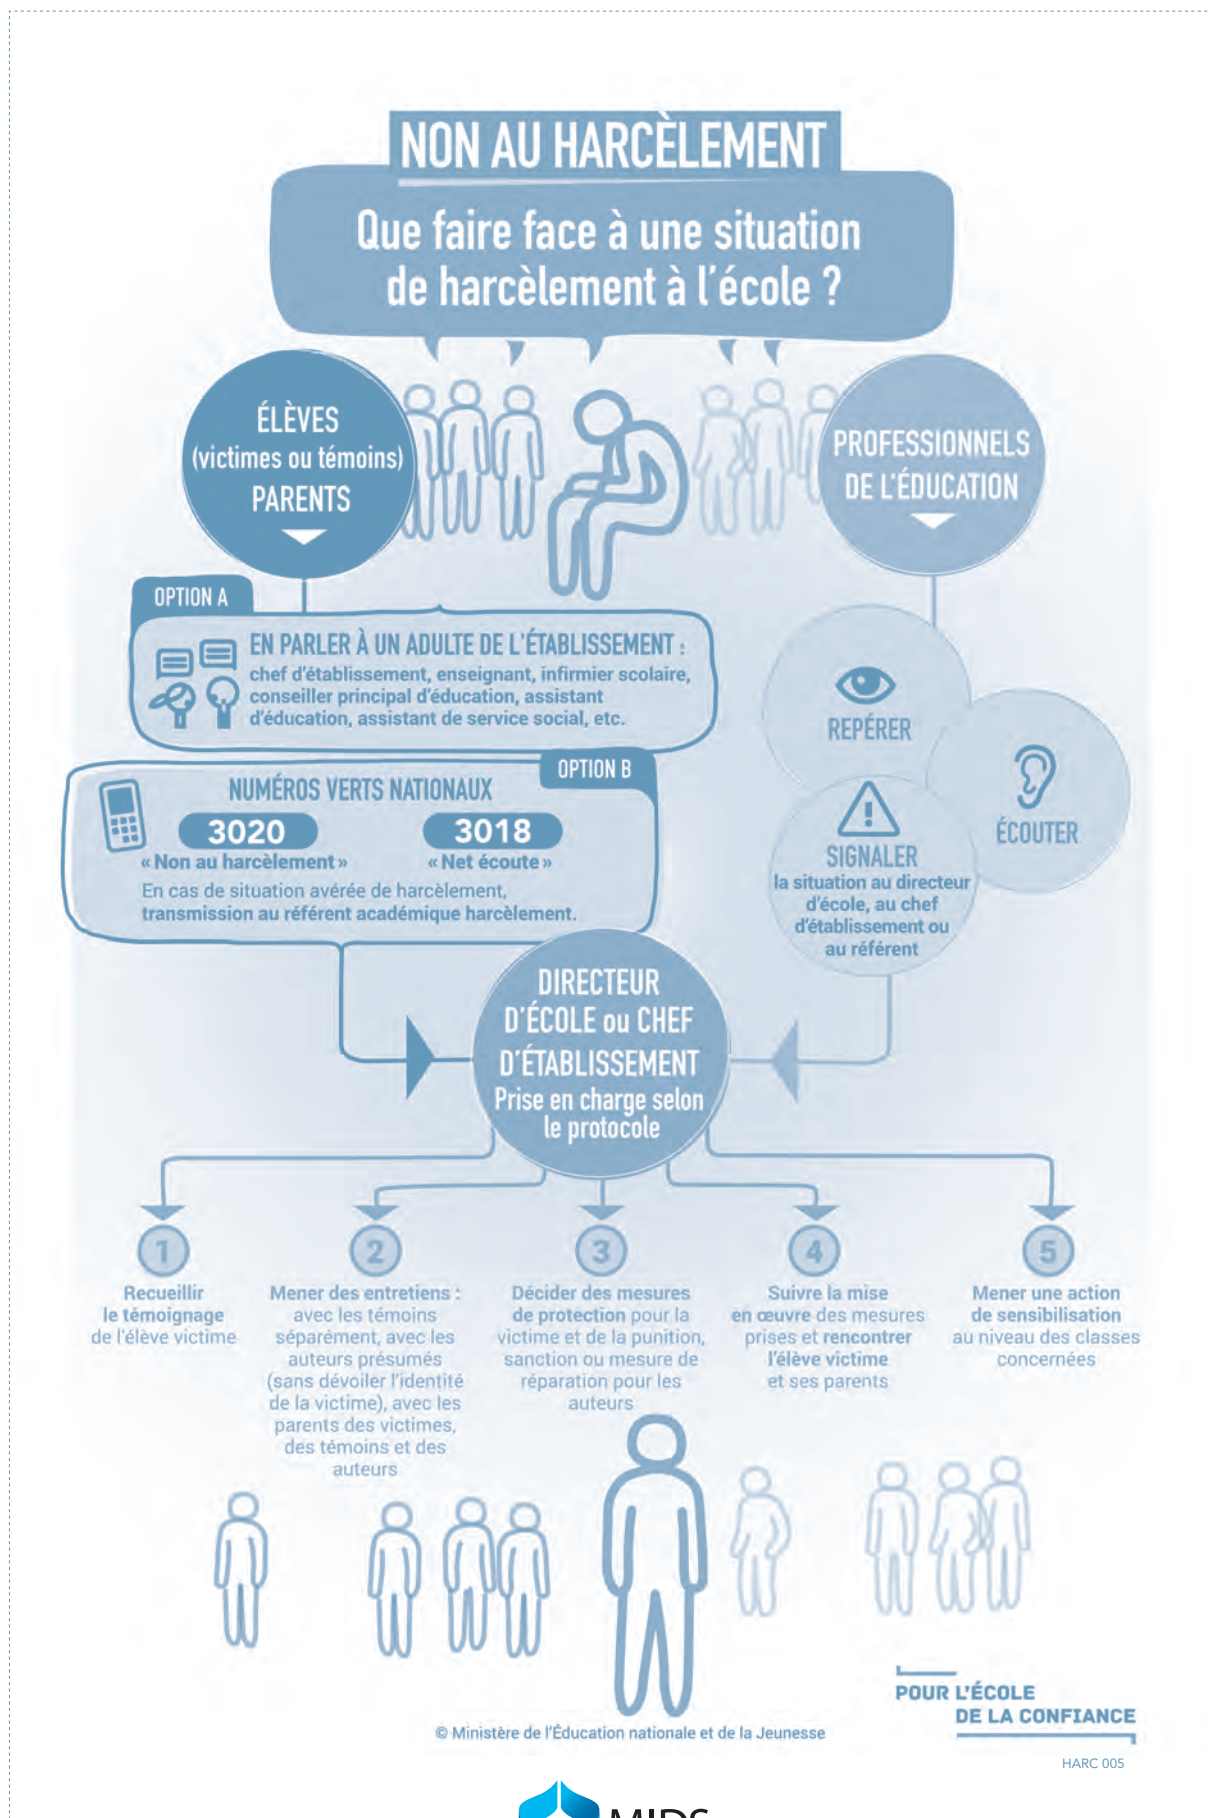 NON AU HARCÈLEMENT
Que faire face à une situation
de harcèlement à l'école ?
ÉLÈVES
(victimes ou témoins)
PARENTS
PROFESSIONNELS
DE L'ÉDUCATION
OPTION A
EN PARLER À UN ADULTE DE L'ÉTABLISSEMENT :
chef d'établissement, enseignant, infirmier scolaire,
conseiller principal d'éducation, assistant
d'éducation, assistant de service social, etc.
OPTION B
NUMÉROS VERTS NATIONAUX
3020
« Non au harcèlement »
3018
« Net écoute »
En cas de situation avérée de harcèlement,
transmission au référent académique harcèlement.
REPÉRER
ÉCOUTER
SIGNALER
la situation au directeur
d'école, au chef
d'établissement ou
au référent
DIRECTEUR
D'ÉCOLE ou CHEF
D'ÉTABLISSEMENT
Prise en charge selon
le protocole
1
Recueillir
le témoignage
de l'élève victime
2
Mener des entretiens :
avec les témoins
séparément, avec les
auteurs présumés
(sans dévoiler l'identité
de la victime), avec les
parents des victimes,
des témoins et des
auteurs
3
Décider des mesures
de protection pour la
victime et de la punition,
sanction ou mesure de
réparation pour les
auteurs
4
Suivre la mise
en œuvre des mesures
prises et rencontrer
l'élève victime
et ses parents
5
Mener une action
de sensibilisation
au niveau des classes
concernées
POUR L'ÉCOLE
DE LA CONFIANCE
© Ministère de l'Éducation nationale et de la Jeunesse
HARC 005